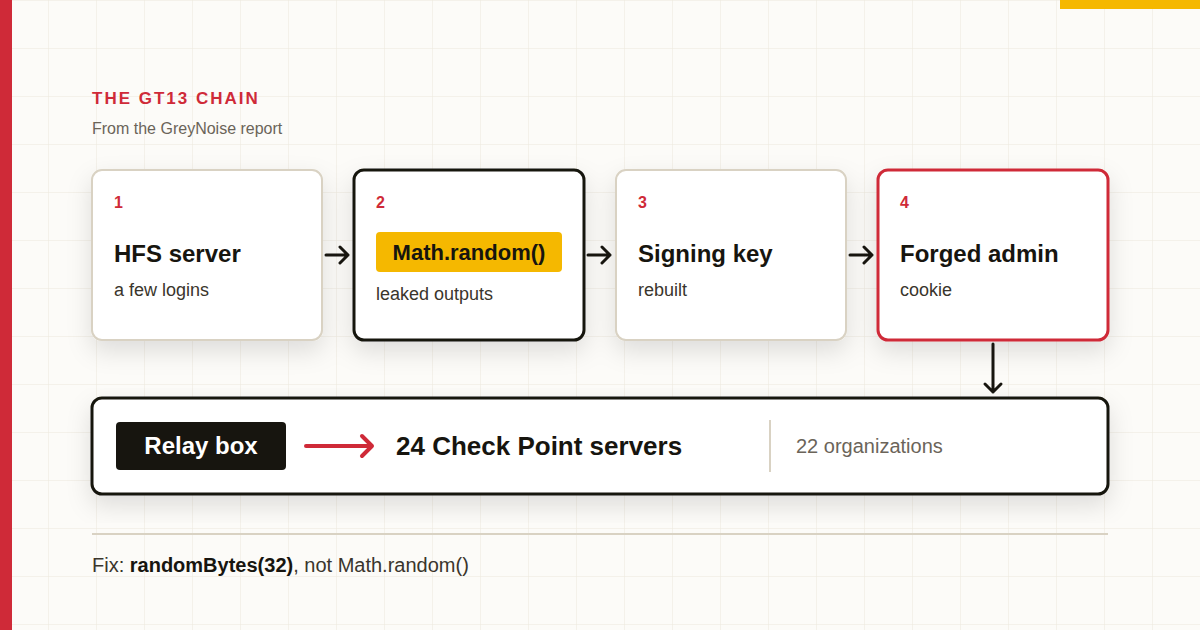 THE GT13 CHAIN
From the GreyNoise report
1
HFS server
a few logins
2
Math.random()
leaked outputs
3
Signing key
rebuilt
4
Forged admin
cookie
Relay box
24 Check Point servers
22 organizations
Fix: randomBytes(32), not Math.random()